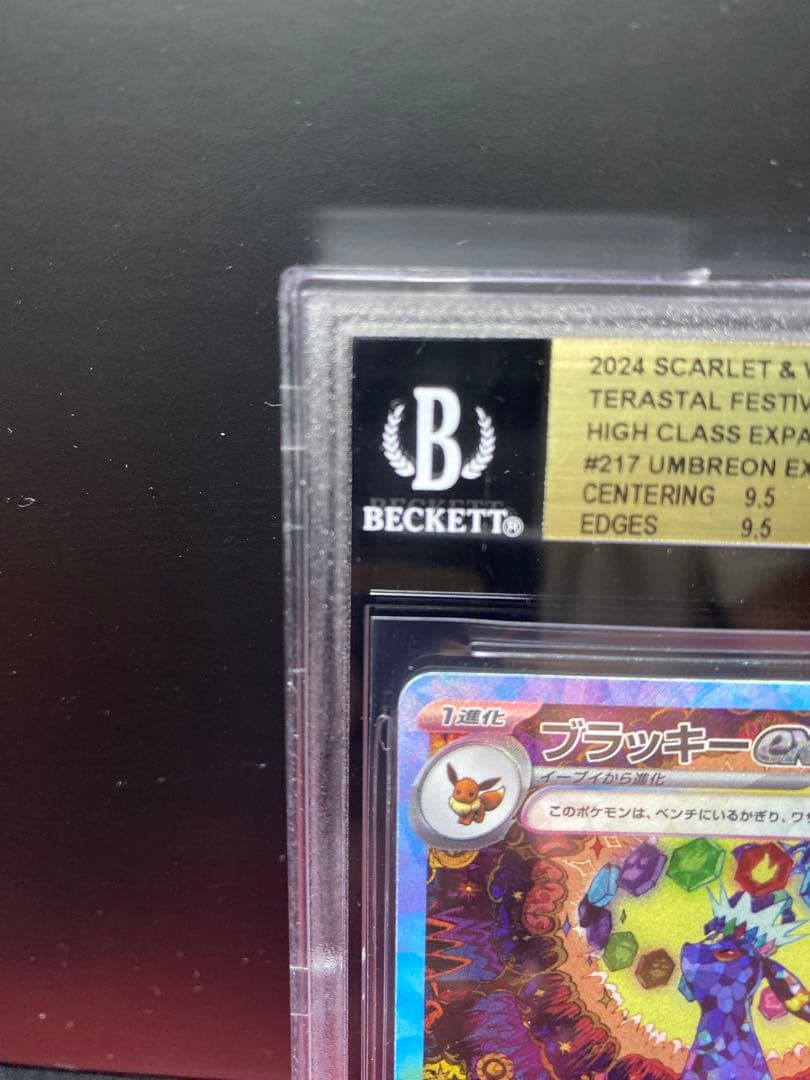 B
BECKETT®
2024 SCARLET &
TERASTAL FESTIV
HIGH CLASS EXPA
#217 UMBREON EX
CENTERING 9.5
EDGES 9.5
1進化
ブラッキーex
イーブイから進化
このポケモンは、ベンチにいるかぎり、ワ